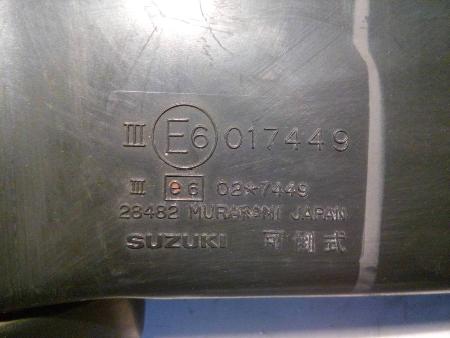 III E6 017449
III e6 02*7449
28482 MURAKAMI JAPAN
SUZUKI 可倒式